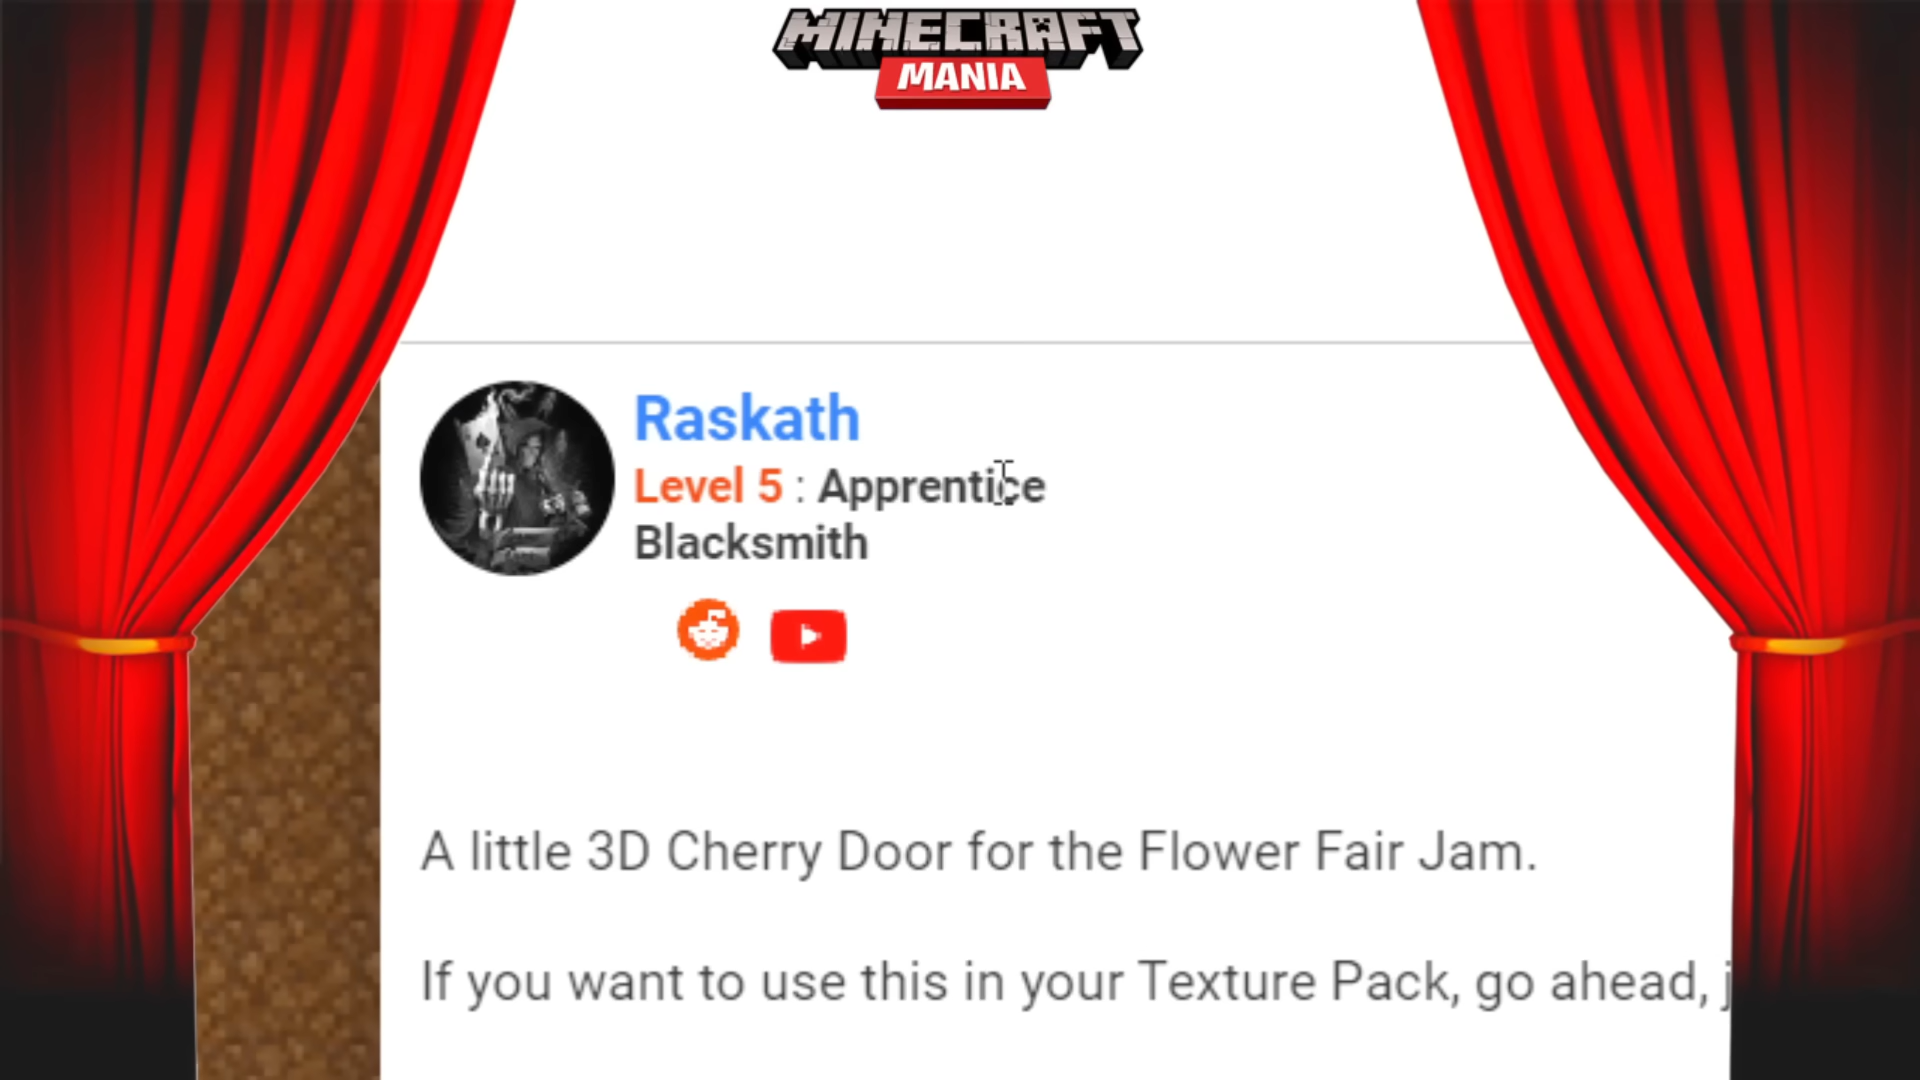 MINECRAFT
MANIA
Raskath
Level 5 : Apprentice
Blacksmith
A little 3D Cherry Door for the Flower Fair Jam.
If you want to use this in your Texture Pack, go ahead, j